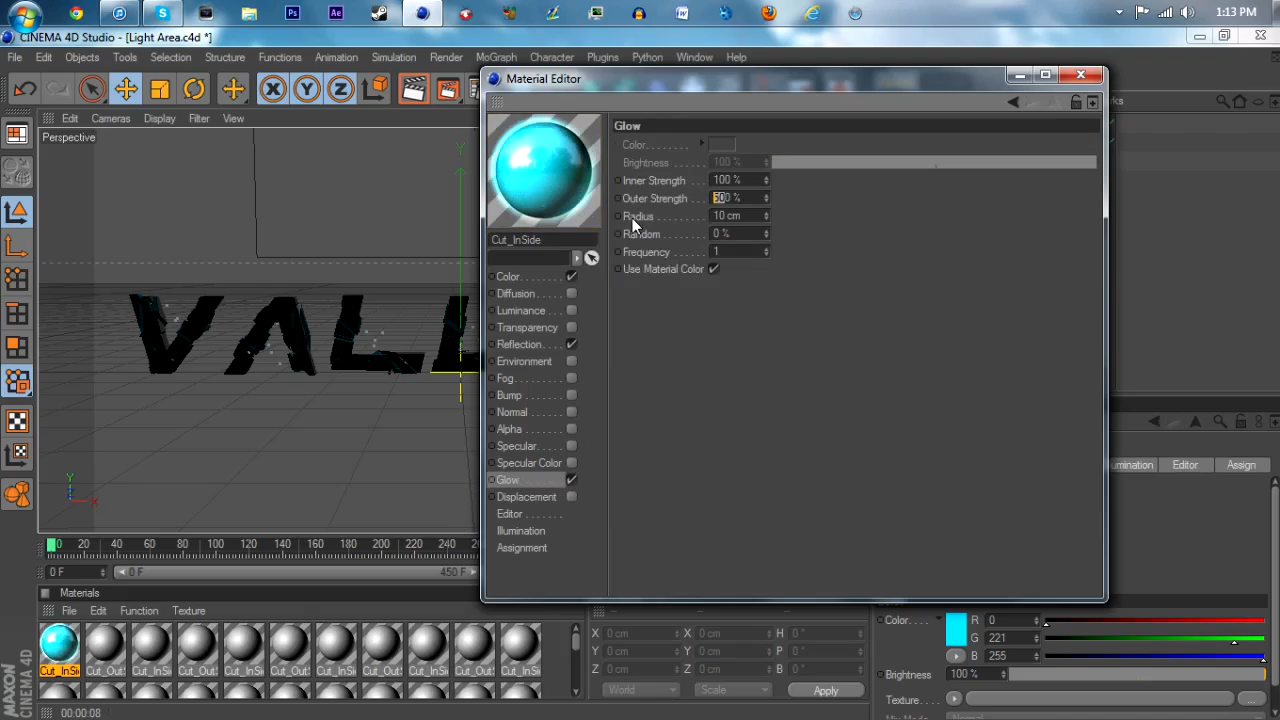 1:13 PM
CINEMA 4D Studio - [Light Area.c4d *]
File Edit Objects Tools Selection Structure Functions Animation Simulation Render MoGraph Character Plugins Python Window Help
Material Editor
Edit Cameras Display Filter View
Perspective
Glow
Color
Brightness 100 %
Inner Strength 100 %
Outer Strength 500 %
Radius 10 cm
Random 0 %
Frequency 1
Use Material Color
Cut_InSide
Color
Diffusion
Luminance
Transparency
Reflection
Environment
Fog
Bump
Normal
Alpha
Specular
Specular Color
Glow
Displacement
Editor
Illumination
Assignment
VALL
Y
Y
X
Editor Assign
0 20 40 60 80 100 120 140 160 180 200 220 240
0 F 0 F 450 F
Materials
File Edit Function Texture
Cut_InSi Cut_OutS
X 0 cm X 0 cm H 0 °
Y 0 cm Y 0 cm P 0 °
Z 0 cm Z 0 cm B 0 °
World Scale Apply
Color R 0
G 221
B 255
Brightness 100 %
Texture
MAXON CINEMA 4D
00:00:08